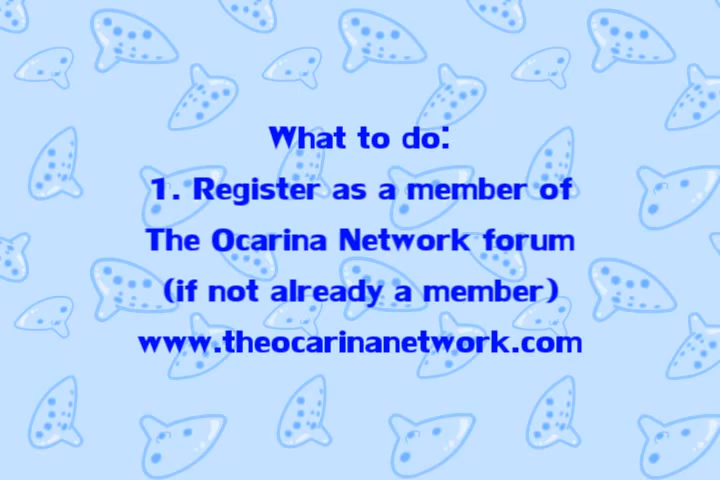 What to do:
1. Register as a member of
The Ocarina Network forum
(if not already a member)
www.theocarinanetwork.com